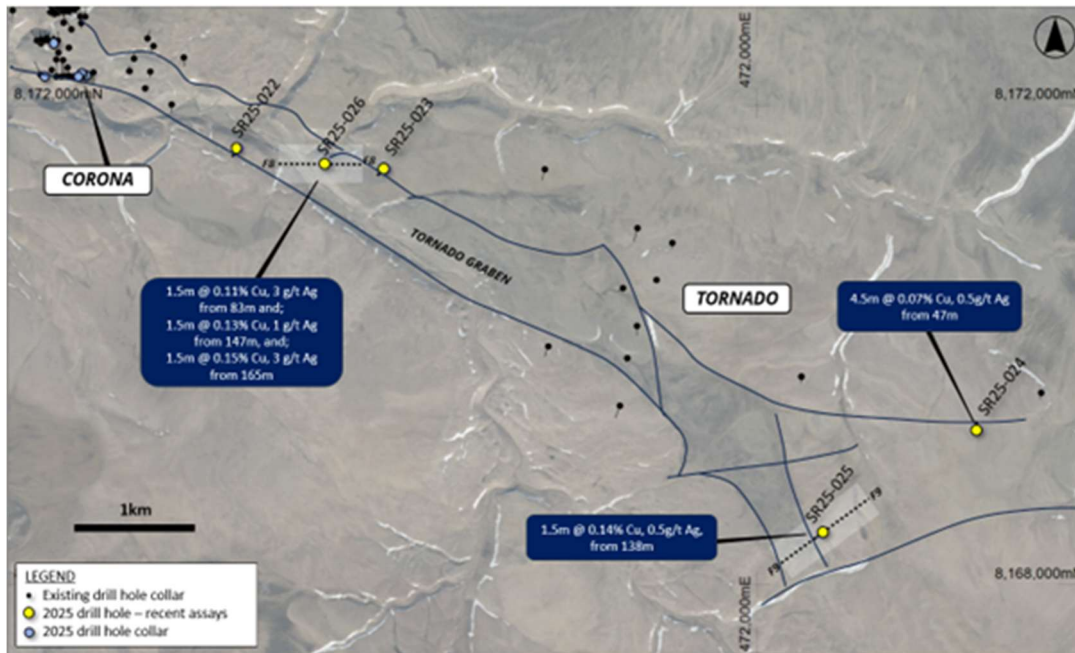 472,000mE
8,172,000mN
8,172,000mN
SR25-022
SR25-026
SR25-023
F8
F8
CORONA
TORNADO GRABEN
1.5m @ 0.11% Cu, 3 g/t Ag
from 83m and;
1.5m @ 0.13% Cu, 1 g/t Ag
from 147m, and;
1.5m @ 0.15% Cu, 3 g/t Ag
from 165m
TORNADO
4.5m @ 0.07% Cu, 0.5g/t Ag
from 47m
SR25-024
SR25-025
F9
F9
1.5m @ 0.14% Cu, 0.5g/t Ag,
from 138m
1km
8,168,000mN
472,000mE
LEGEND
Existing drill hole collar
2025 drill hole – recent assays
2025 drill hole collar